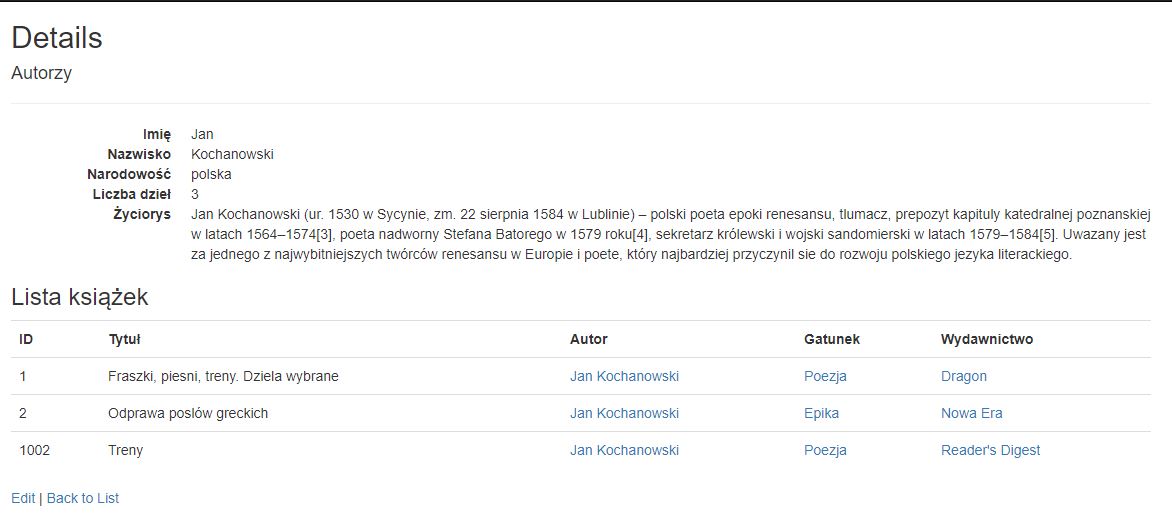 Details
Autorzy
Imię Jan
Nazwisko Kochanowski
Narodowość polska
Liczba dzieł 3
Życiorys Jan Kochanowski (ur. 1530 w Sycynie, zm. 22 sierpnia 1584 w Lublinie) – polski poeta epoki renesansu, tlumacz, prepozyt kapituly katedralnej poznanskiej
w latach 1564–1574[3], poeta nadworny Stefana Batorego w 1579 roku[4], sekretarz królewski i wojski sandomierski w latach 1579–1584[5]. Uwazany jest
za jednego z najwybitniejszych twórców renesansu w Europie i poete, który najbardziej przyczynil sie do rozwoju polskiego jezyka literackiego.
Lista książek
ID Tytuł Autor Gatunek Wydawnictwo
1 Fraszki, piesni, treny. Dziela wybrane Jan Kochanowski Poezja Dragon
2 Odprawa poslów greckich Jan Kochanowski Epika Nowa Era
1002 Treny Jan Kochanowski Poezja Reader's Digest
Edit | Back to List